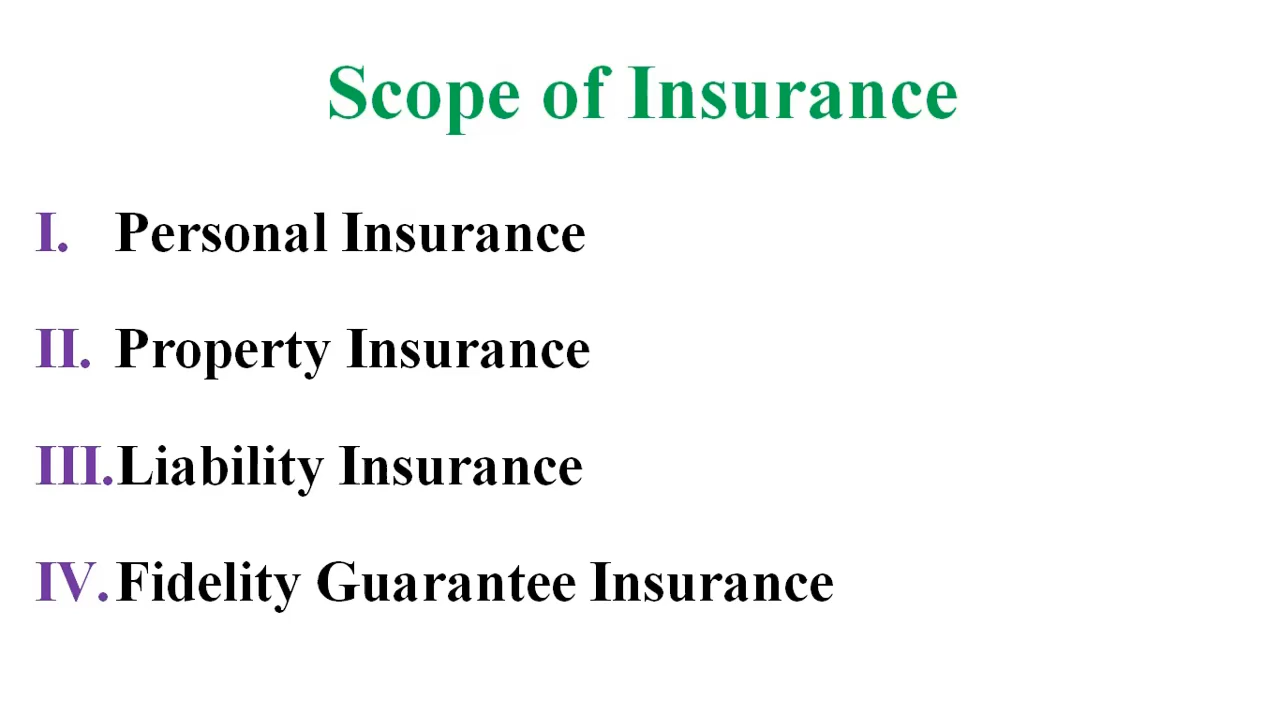 Scope of Insurance
I. Personal Insurance
II. Property Insurance
III. Liability Insurance
IV. Fidelity Guarantee Insurance